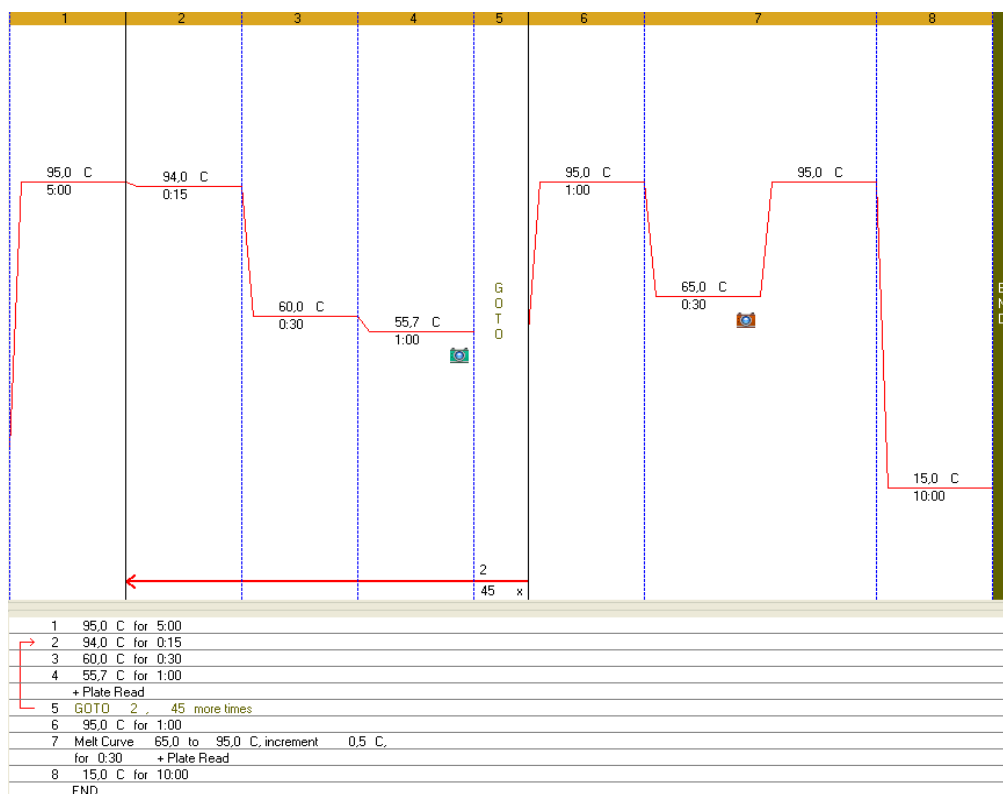 1 2 3 4 5 6 7 8
95,0 C
5:00
94,0 C
0:15
60,0 C
0:30
55,7 C
1:00
G
O
T
O
95,0 C
1:00
65,0 C
0:30
95,0 C
15,0 C
10:00
E
N
D
2
45 x
1 95,0 C for 5:00
2 94,0 C for 0:15
3 60,0 C for 0:30
4 55,7 C for 1:00
+ Plate Read
5 GOTO 2 , 45 more times
6 95,0 C for 1:00
7 Melt Curve 65,0 to 95,0 C, increment 0,5 C,
for 0:30 + Plate Read
8 15,0 C for 10:00
END